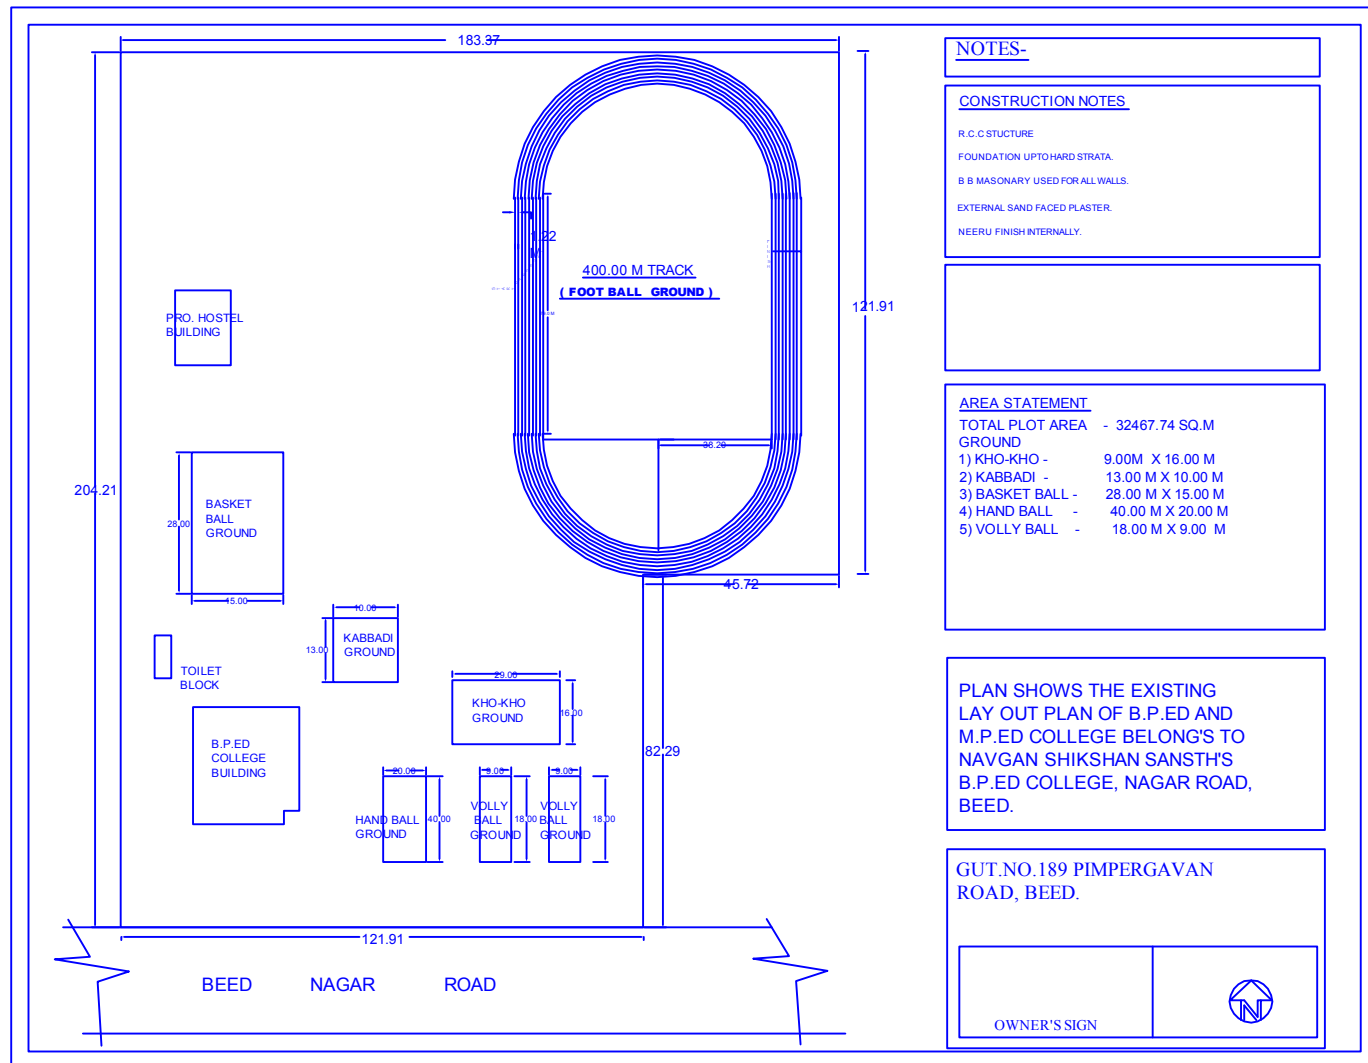 183.37
NOTES-
CONSTRUCTION NOTES
R.C.C STUCTURE
FOUNDATION UPTO HARD STRATA.
B B MASONARY USED FOR ALL WALLS.
EXTERNAL SAND FACED PLASTER.
NEERU FINISH INTERNALLY.
1.22
M
400.00 M TRACK
( FOOT BALL GROUND )
121.91
PRO. HOSTEL
BUILDING
38.20
AREA STATEMENT
TOTAL PLOT AREA - 32467.74 SQ.M
GROUND
1) KHO-KHO - 9.00M X 16.00 M
2) KABBADI - 13.00 M X 10.00 M
3) BASKET BALL - 28.00 M X 15.00 M
4) HAND BALL - 40.00 M X 20.00 M
5) VOLLY BALL - 18.00 M X 9.00 M
204.21
BASKET
BALL
GROUND
28.00
15.00
45.72
10.00
13.00
KABBADI
GROUND
TOILET
BLOCK
29.00
KHO-KHO
GROUND
16.00
B.P.ED
COLLEGE
BUILDING
82.29
20.00
HAND BALL
GROUND
40.00
9.00
VOLLY
BALL
GROUND
18.00
9.00
VOLLY
BALL
GROUND
18.00
PLAN SHOWS THE EXISTING
LAY OUT PLAN OF B.P.ED AND
M.P.ED COLLEGE BELONG'S TO
NAVGAN SHIKSHAN SANSTH'S
B.P.ED COLLEGE, NAGAR ROAD,
BEED.
GUT.NO.189 PIMPERGAVAN
ROAD, BEED.
121.91
BEED NAGAR ROAD
OWNER'S SIGN
N